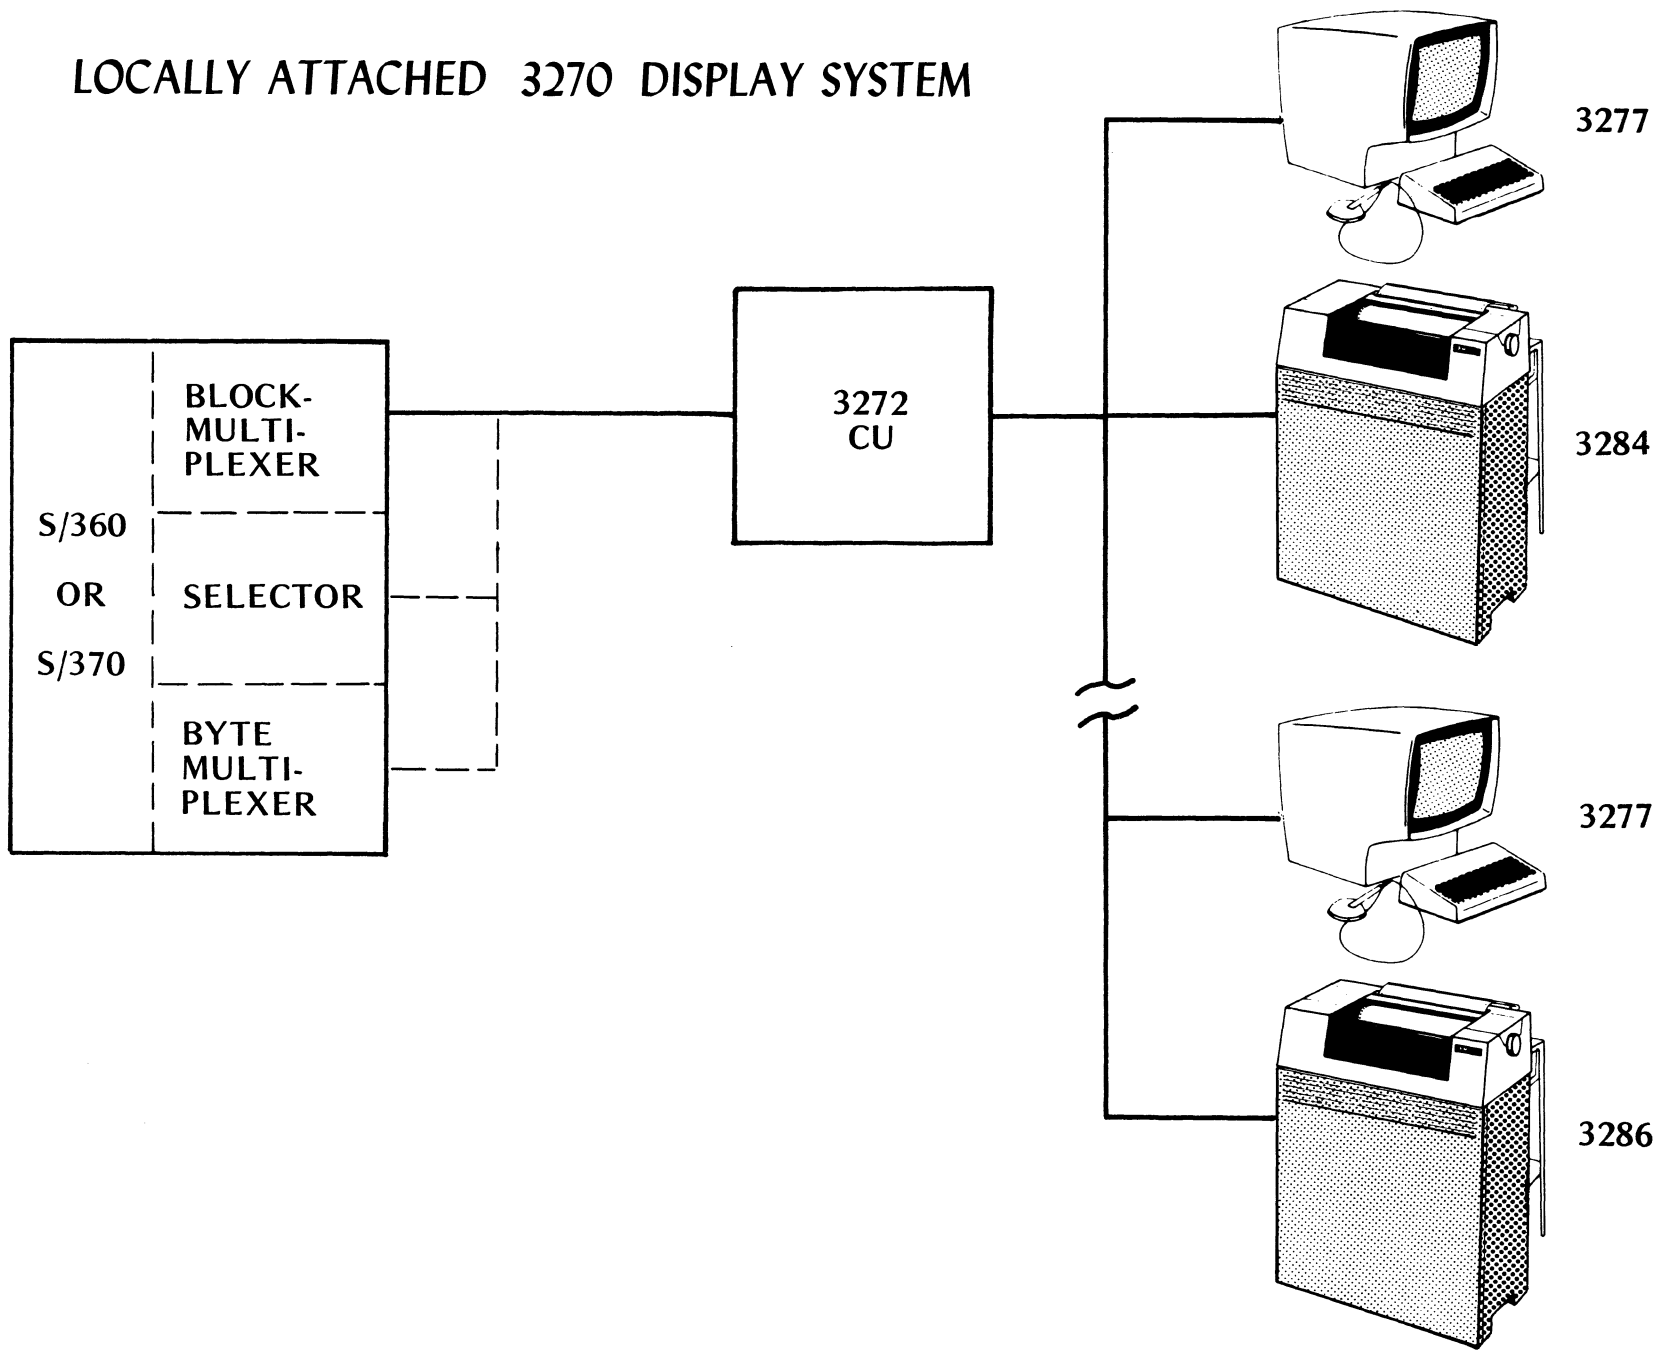 LOCALLY ATTACHED 3270 DISPLAY SYSTEM
S/360
OR
S/370
BLOCK-
MULTI-
PLEXER
SELECTOR
BYTE
MULTI-
PLEXER
3272
CU
3277
3284
3277
3286